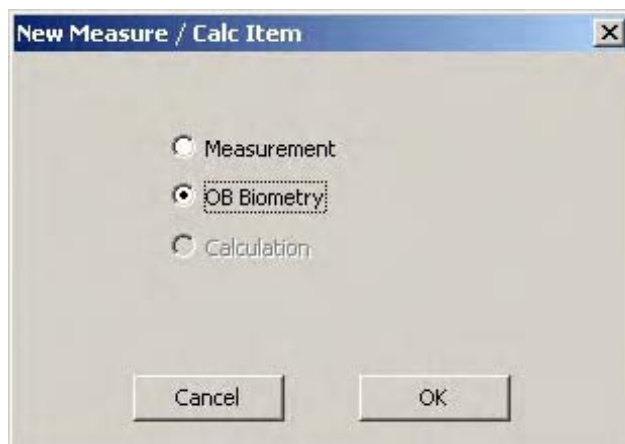 New Measure / Calc Item
Measurement
OB Biometry
Calculation
Cancel OK